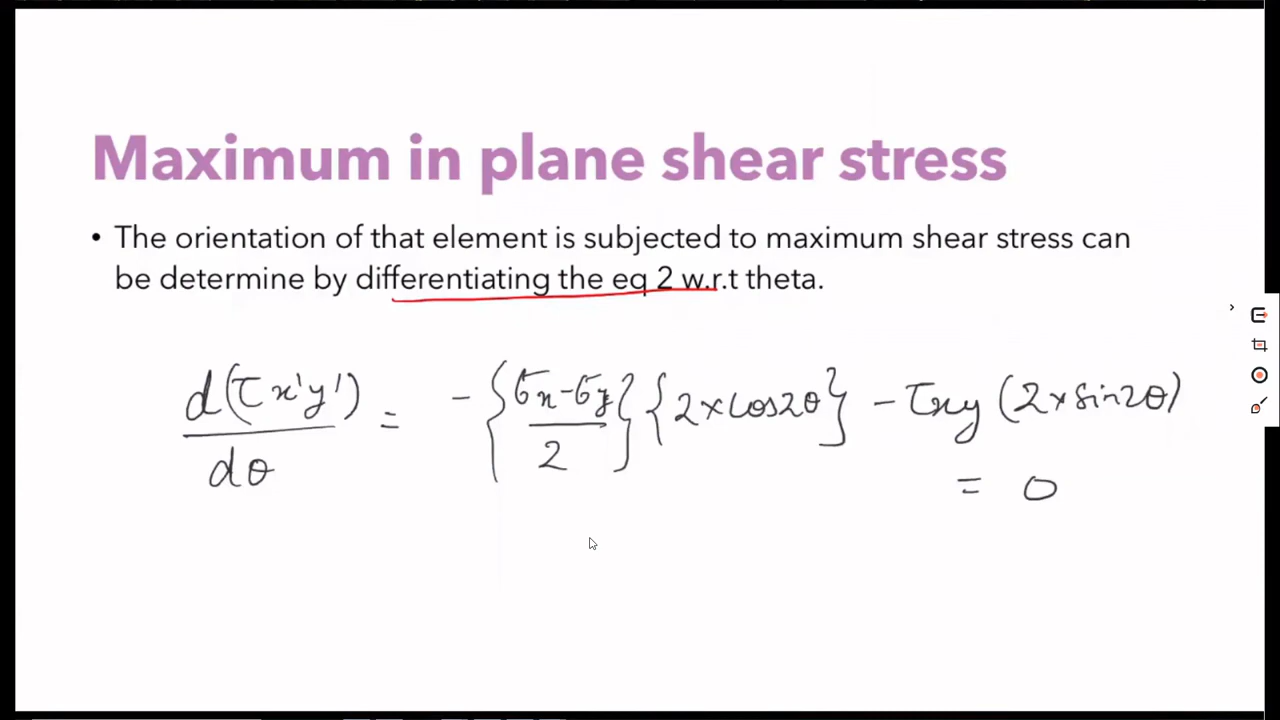 Maximum in plane shear stress
• The orientation of that element is subjected to maximum shear stress can
be determine by differentiating the eq 2 w.r.t theta.
d(τx'y')/dθ = -{σx-σy/2}{2×cos2θ} - τxy(2×sin2θ)
= 0